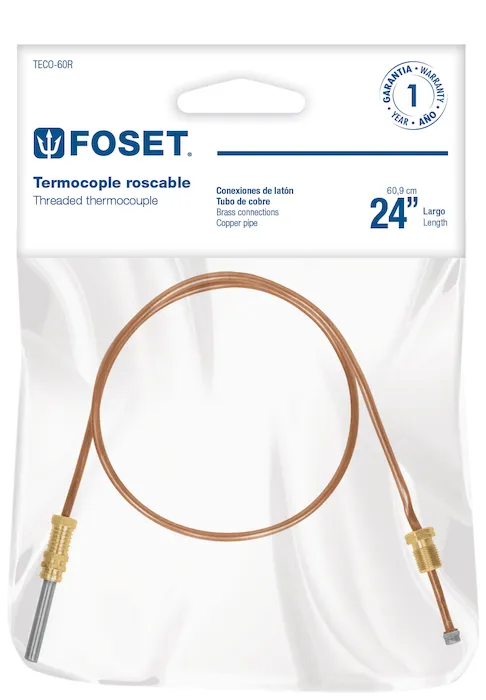 TECO-60R
GARANTIA • WARRANTY
1
YEAR • AÑO
FOSET®
Termocople roscable
Threaded thermocouple
Conexiones de latón
Tubo de cobre
Brass connections
Copper pipe
60,9 cm
24”
Largo
Length